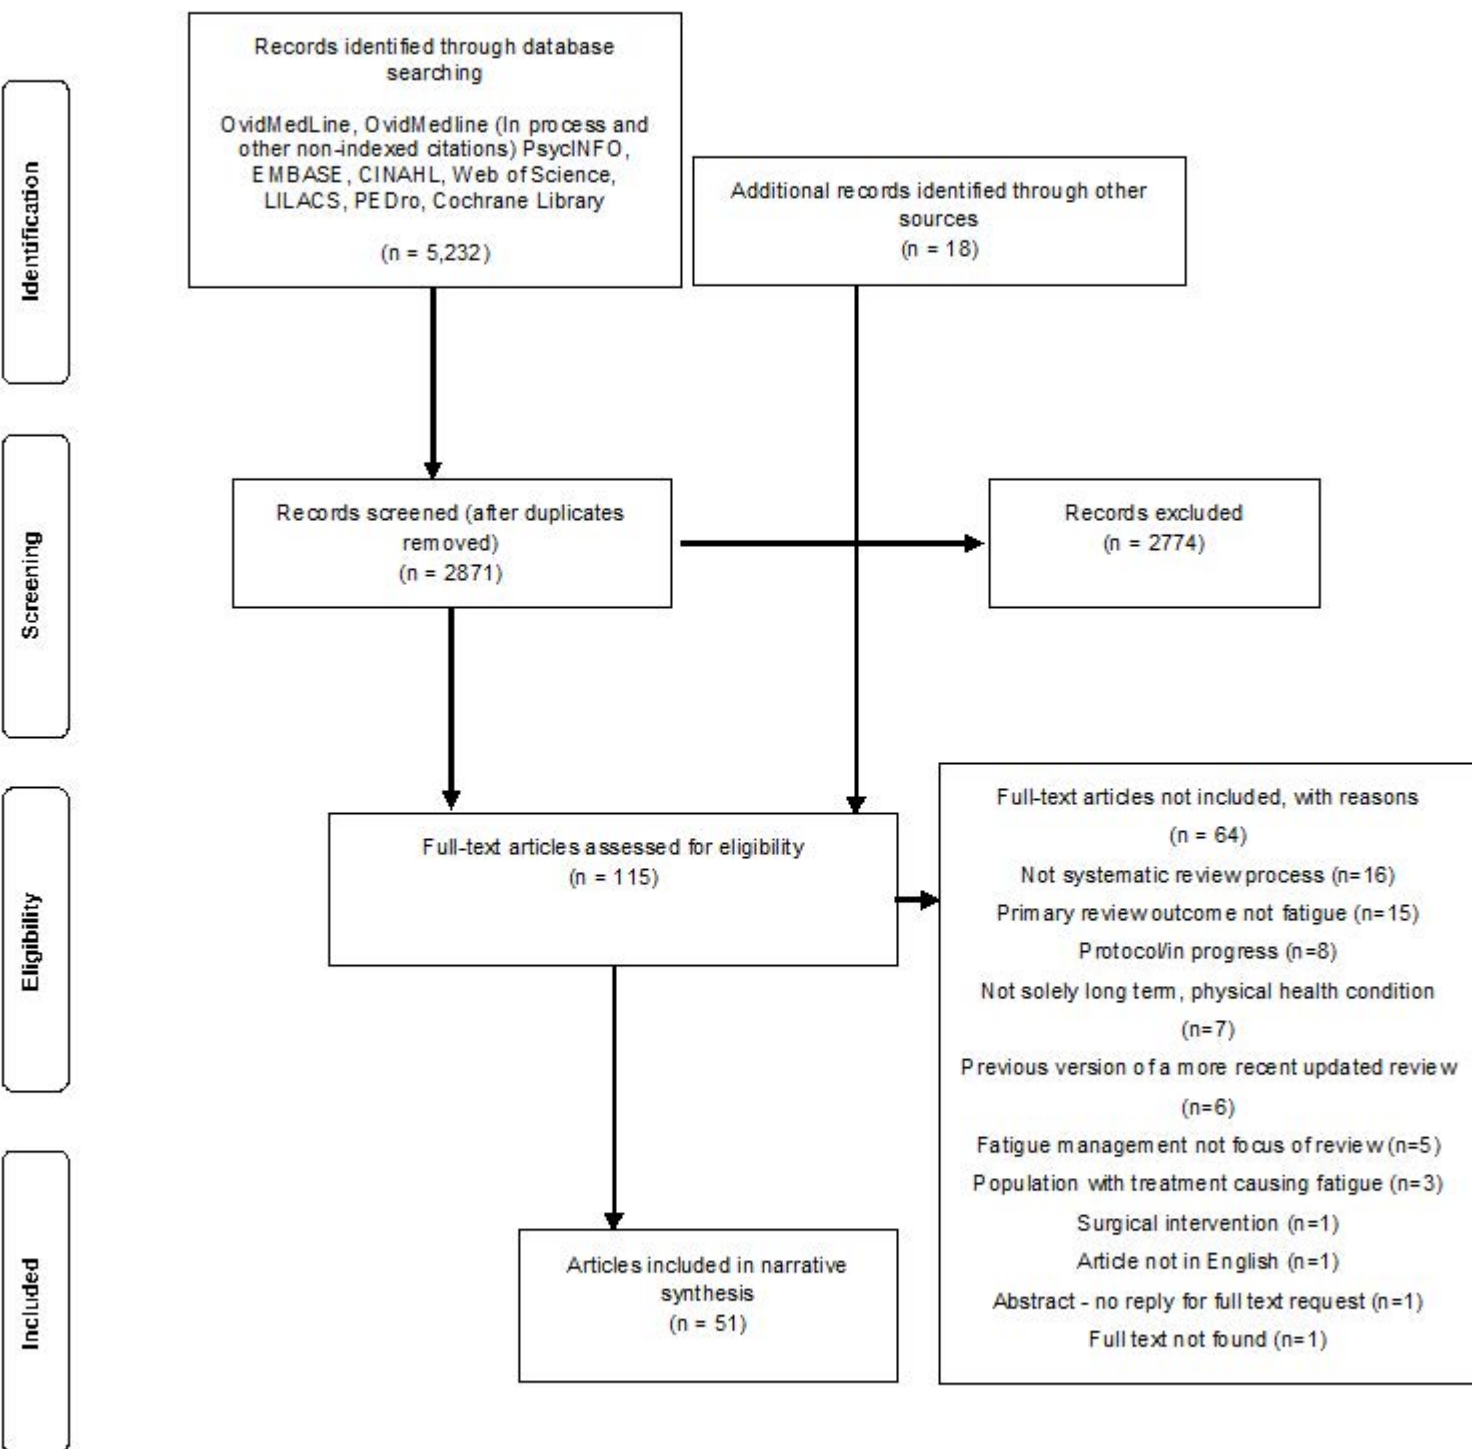 Identification
Records identified through database
searching
OvidMedLine, OvidMedline (In process and
other non-indexed citations) PsycINFO,
EMBASE, CINAHL, Web of Science,
LILACS, PEDro, Cochrane Library
(n = 5,232)
Additional records identified through other
sources
(n = 18)
Screening
Records screened (after duplicates
removed)
(n = 2871)
Records excluded
(n = 2774)
Eligibility
Full-text articles assessed for eligibility
(n = 115)
Full-text articles not included, with reasons
(n = 64)
Not systematic review process (n=16)
Primary review outcome not fatigue (n=15)
Protocol/in progress (n=8)
Not solely long term, physical health condition
(n=7)
Previous version of a more recent updated review
(n=6)
Fatigue management not focus of review (n=5)
Population with treatment causing fatigue (n=3)
Surgical intervention (n=1)
Article not in English (n=1)
Abstract - no reply for full text request (n=1)
Full text not found (n=1)
Included
Articles included in narrative
synthesis
(n = 51)